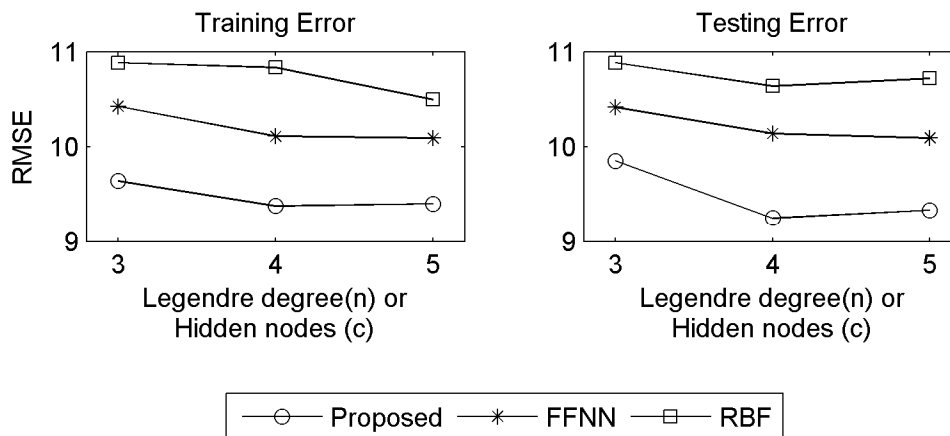 Training Error
11
10
9
RMSE
3 4 5
Legendre degree(n) or
Hidden nodes (c)
Testing Error
11
10
9
3 4 5
Legendre degree(n) or
Hidden nodes (c)
Proposed FFNN RBF